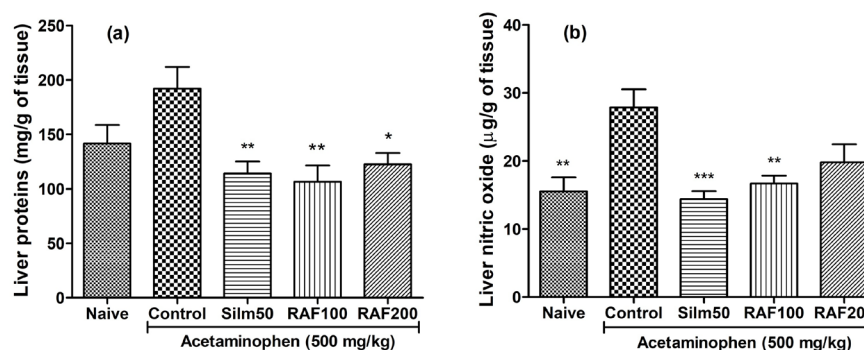 (a)
Liver proteins (mg/g of tissue)
250
200
150
100
50
0
**
**
*
Naive Control Silm50 RAF100 RAF200
Acetaminophen (500 mg/kg)
(b)
Liver nitric oxide (µg/g of tissue)
40
30
20
10
0
**
***
**
Naive Control Silm50 RAF100 RAF20
Acetaminophen (500 mg/kg)